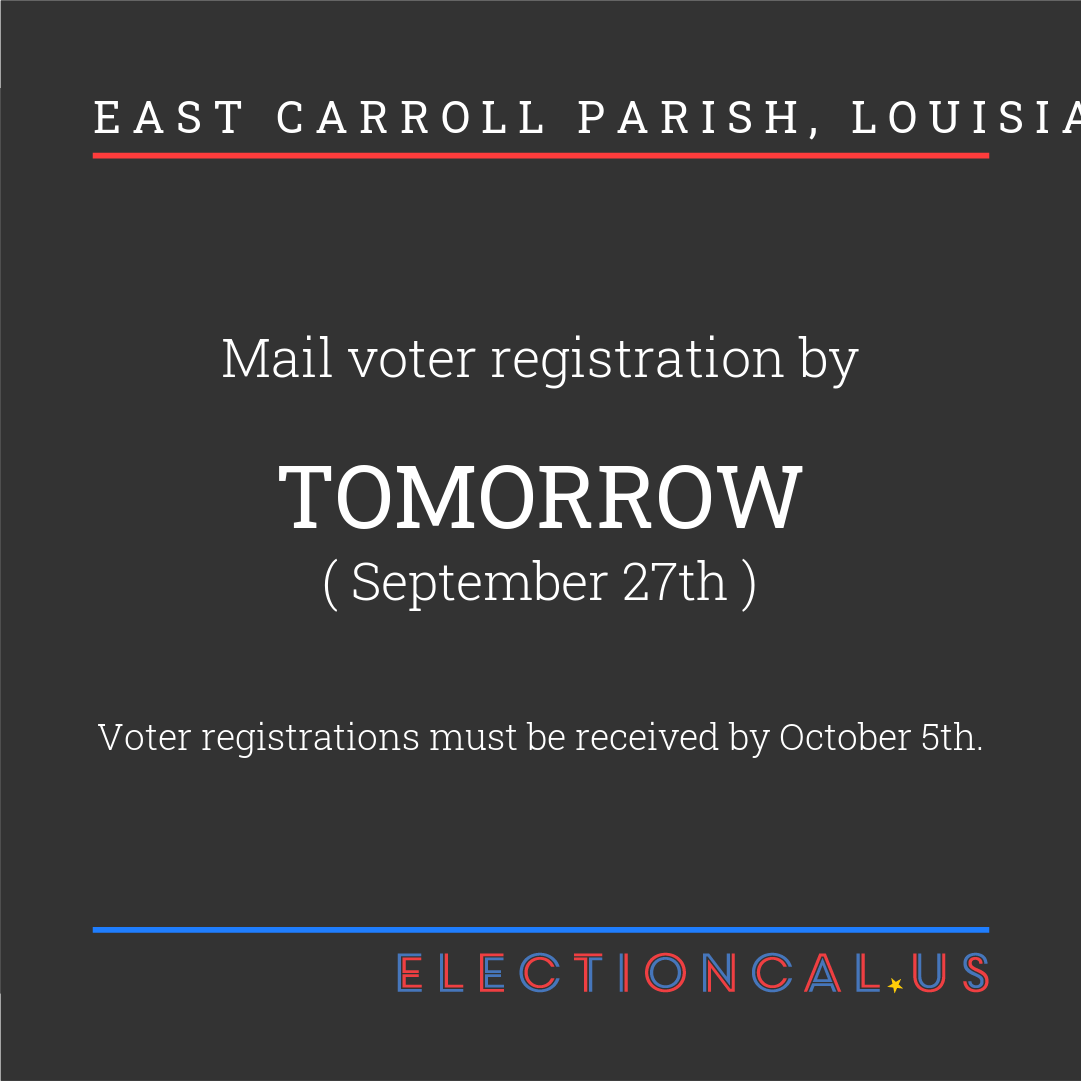 EAST CARROLL PARISH, LOUISIA
Mail voter registration by
TOMORROW
( September 27th )
Voter registrations must be received by October 5th.
ELECTIONCAL.US